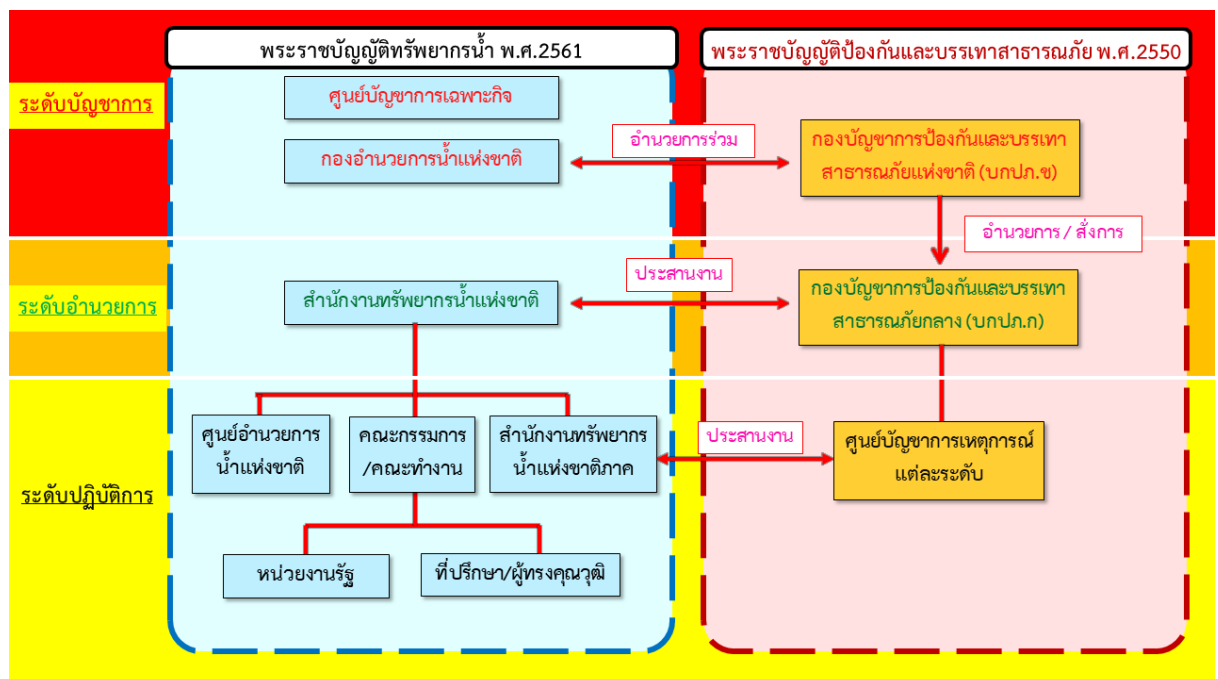 พระราชบัญญัติทรัพยากรน้ำ พ.ศ.2561
พระราชบัญญัติป้องกันและบรรเทาสาธารณภัย พ.ศ.2550
ระดับบัญชาการ
ศูนย์บัญชาการเฉพาะกิจ
กองอำนวยการน้ำแห่งชาติ
อำนวยการร่วม
กองบัญชาการป้องกันและบรรเทา
สาธารณภัยแห่งชาติ (บกปภ.ช)
อำนวยการ / สั่งการ
ระดับอำนวยการ
สำนักงานทรัพยากรน้ำแห่งชาติ
ประสานงาน
กองบัญชาการป้องกันและบรรเทา
สาธารณภัยกลาง (บกปภ.ก)
ระดับปฏิบัติการ
ศูนย์อำนวยการ
น้ำแห่งชาติ
คณะกรรมการ
/คณะทำงาน
สำนักงานทรัพยากร
น้ำแห่งชาติภาค
ประสานงาน
ศูนย์บัญชาการเหตุการณ์
แต่ละระดับ
หน่วยงานรัฐ
ที่ปรึกษา/ผู้ทรงคุณวุฒิ